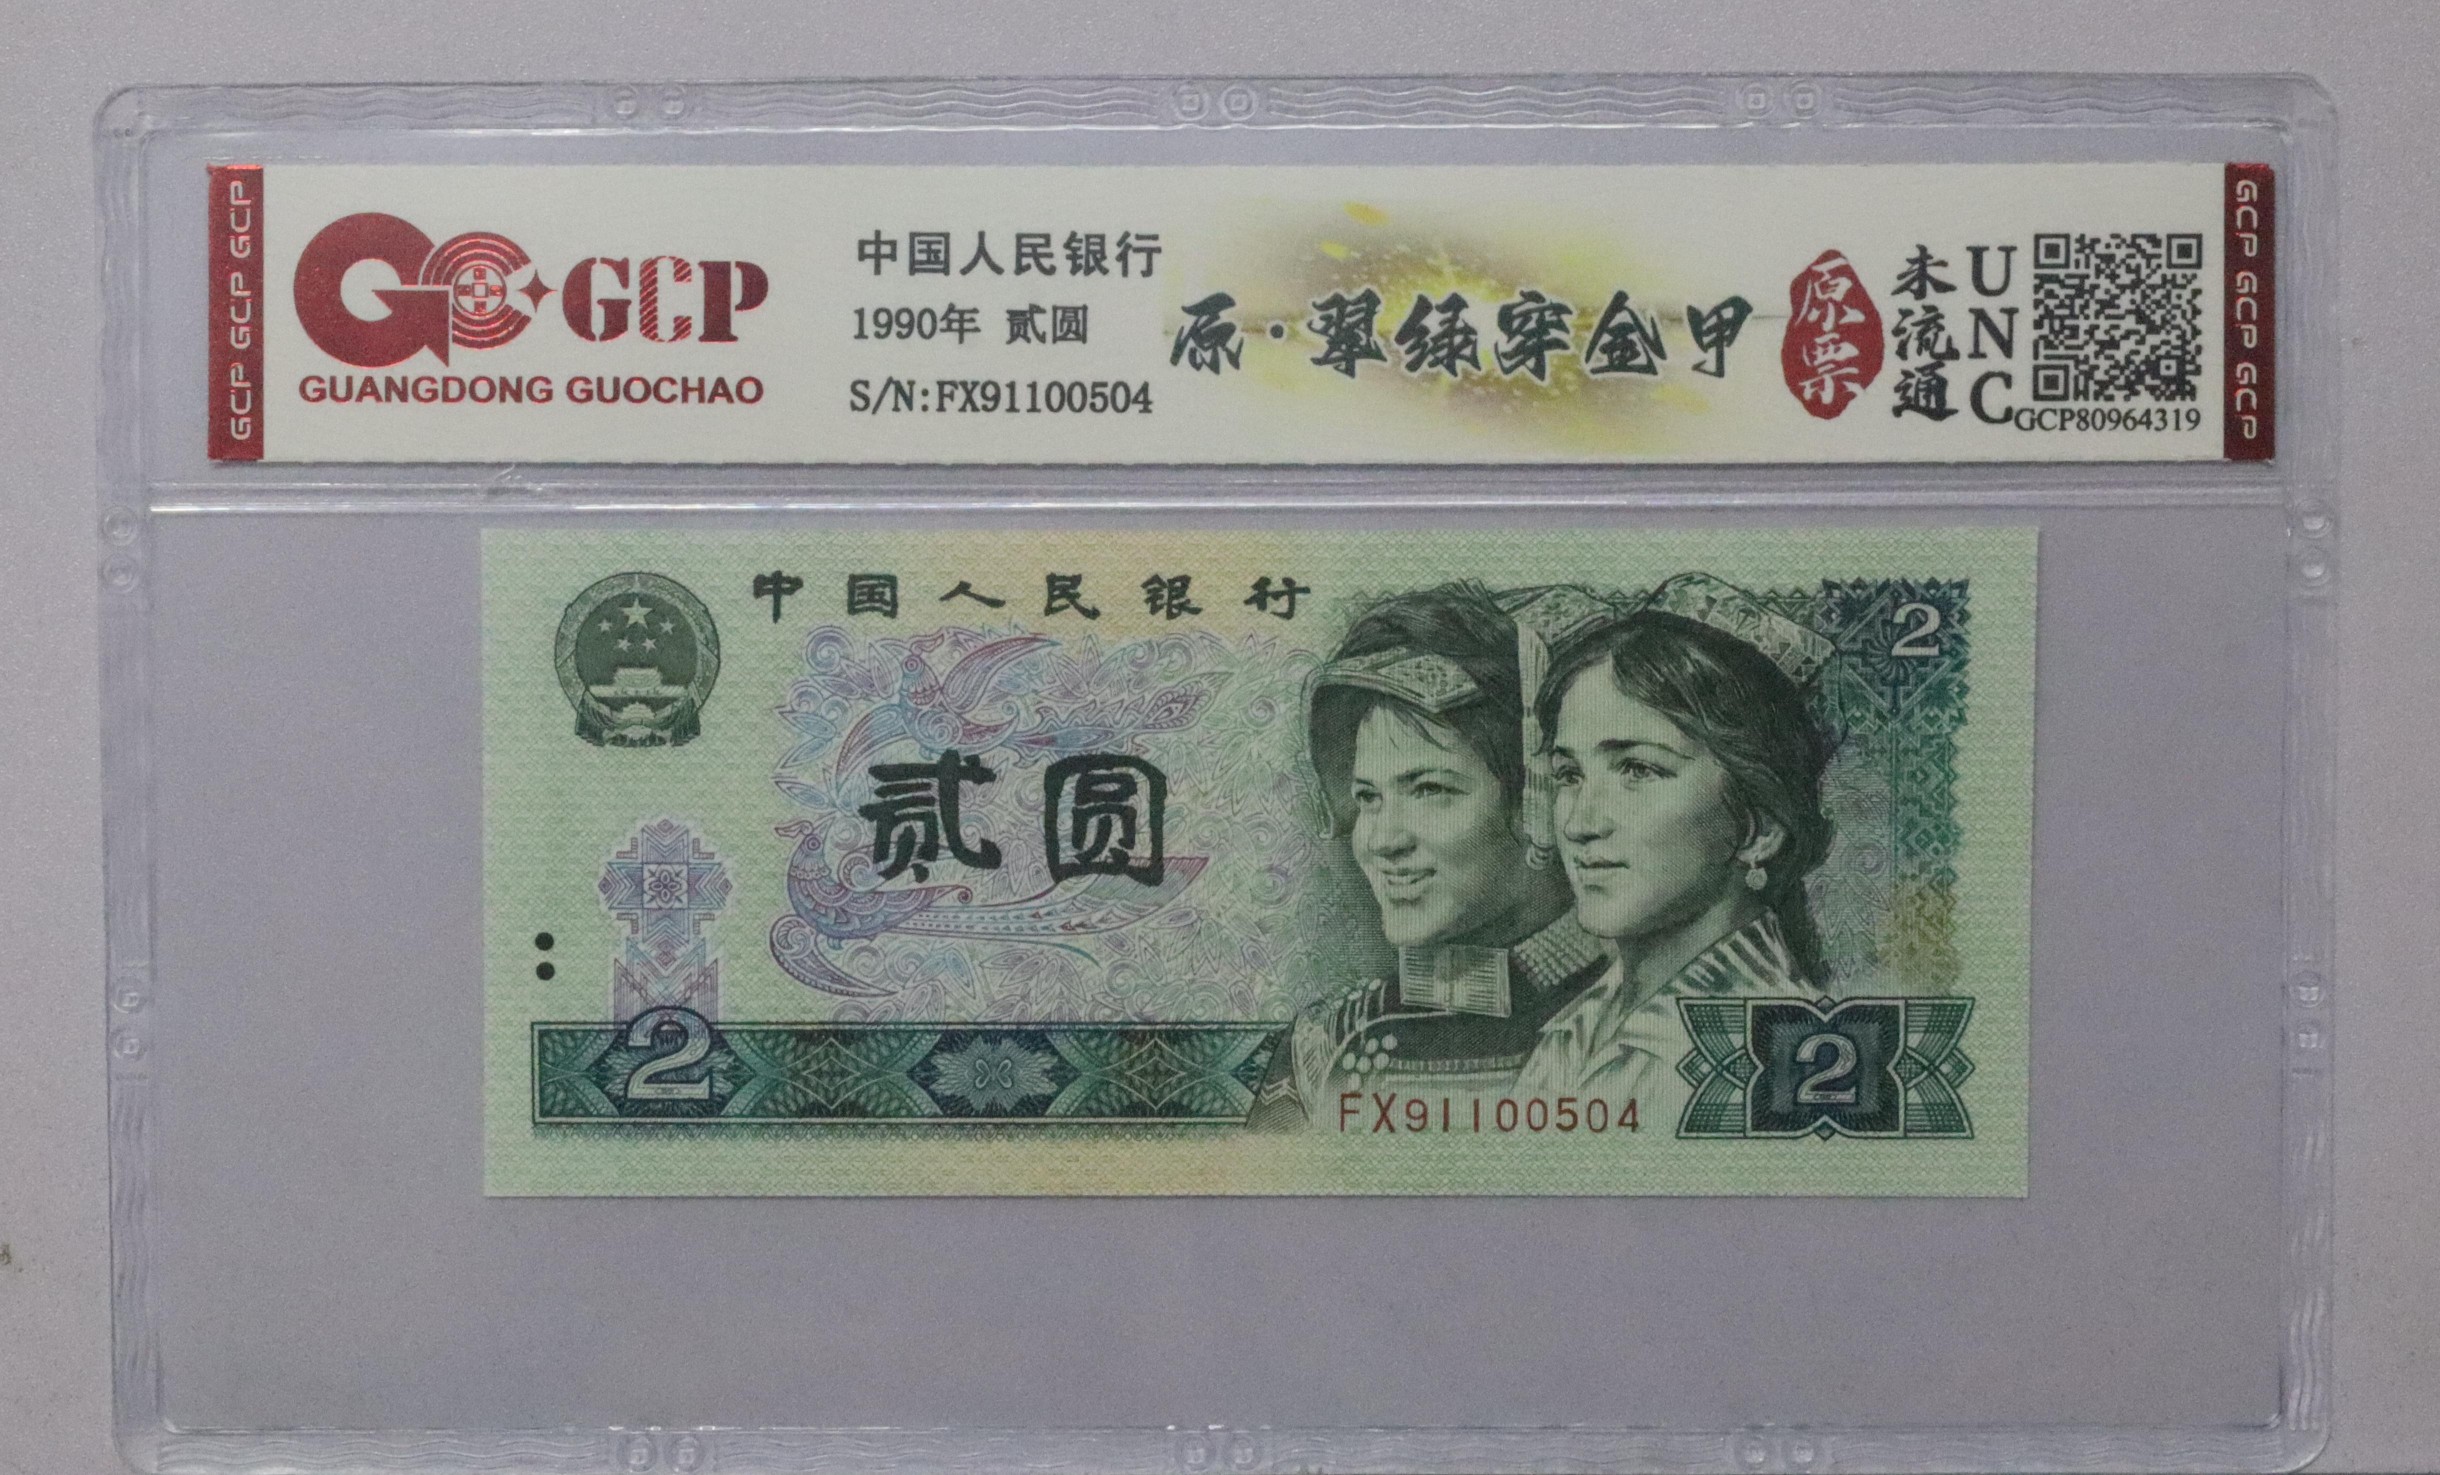 GCP GCP GCP
GCP
GUANGDONG GUOCHAO
中国人民银行
1990年 贰圆
S/N:FX91100504
原·翠绿穿金甲
原票
未流通
UNC
GCP80964319
GCP GCP GCP
中国人民银行
2
贰圆
2
FX91100504
2